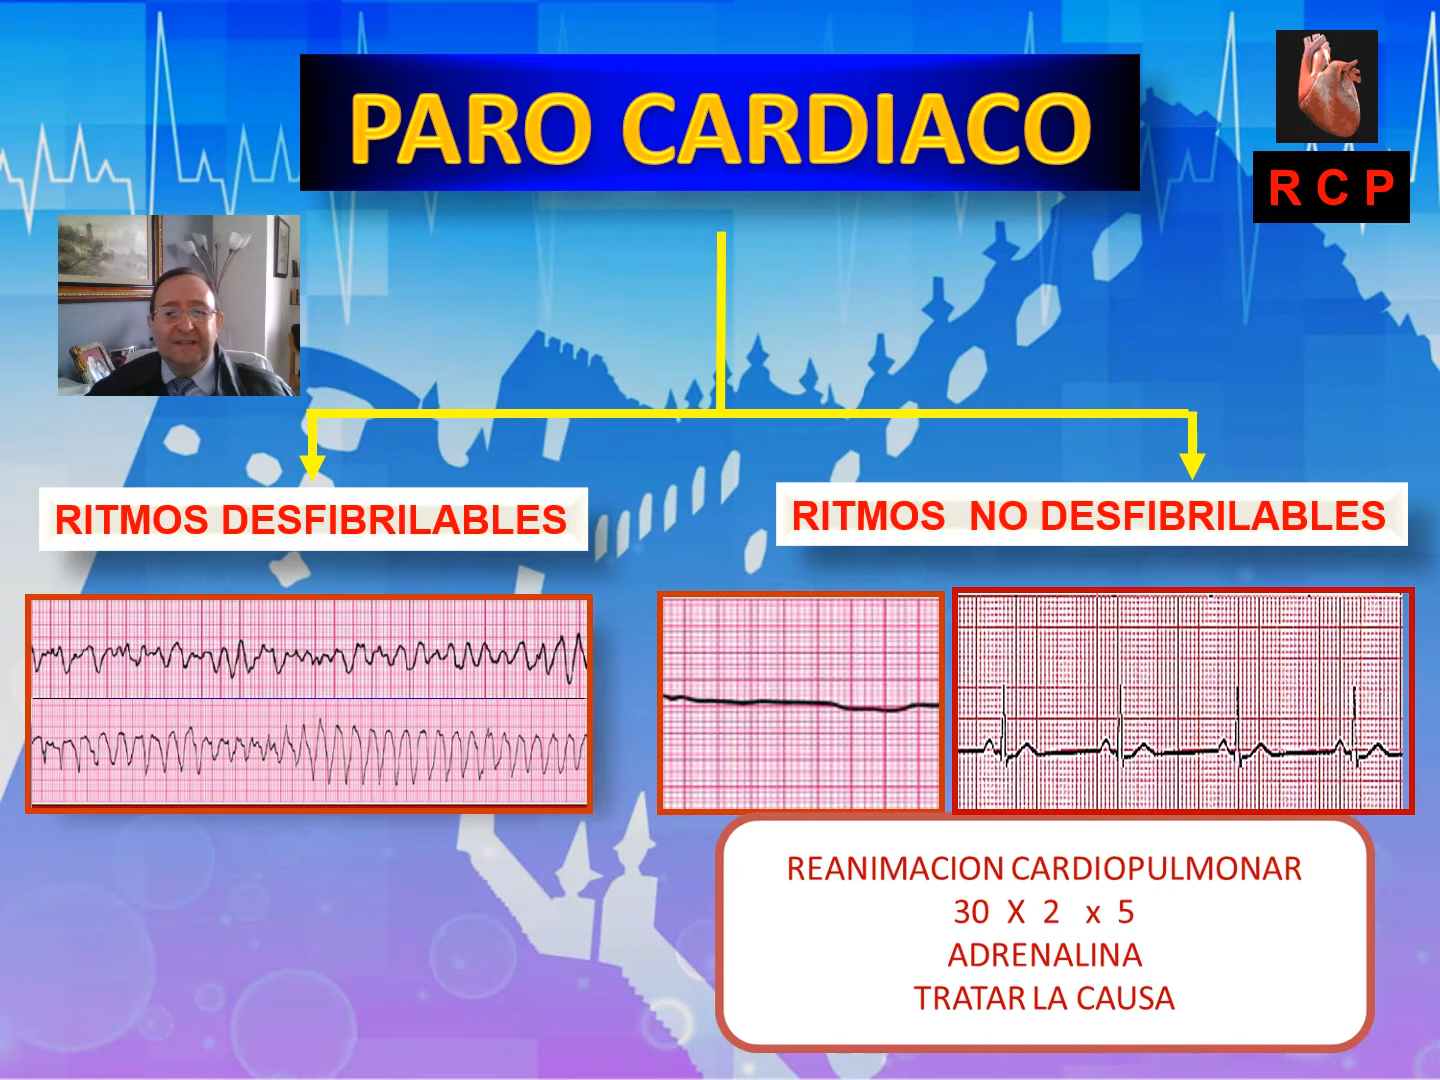 PARO CARDIACO
R C P
RITMOS DESFIBRILABLES
RITMOS NO DESFIBRILABLES
REANIMACION CARDIOPULMONAR
30 X 2 x 5
ADRENALINA
TRATAR LA CAUSA